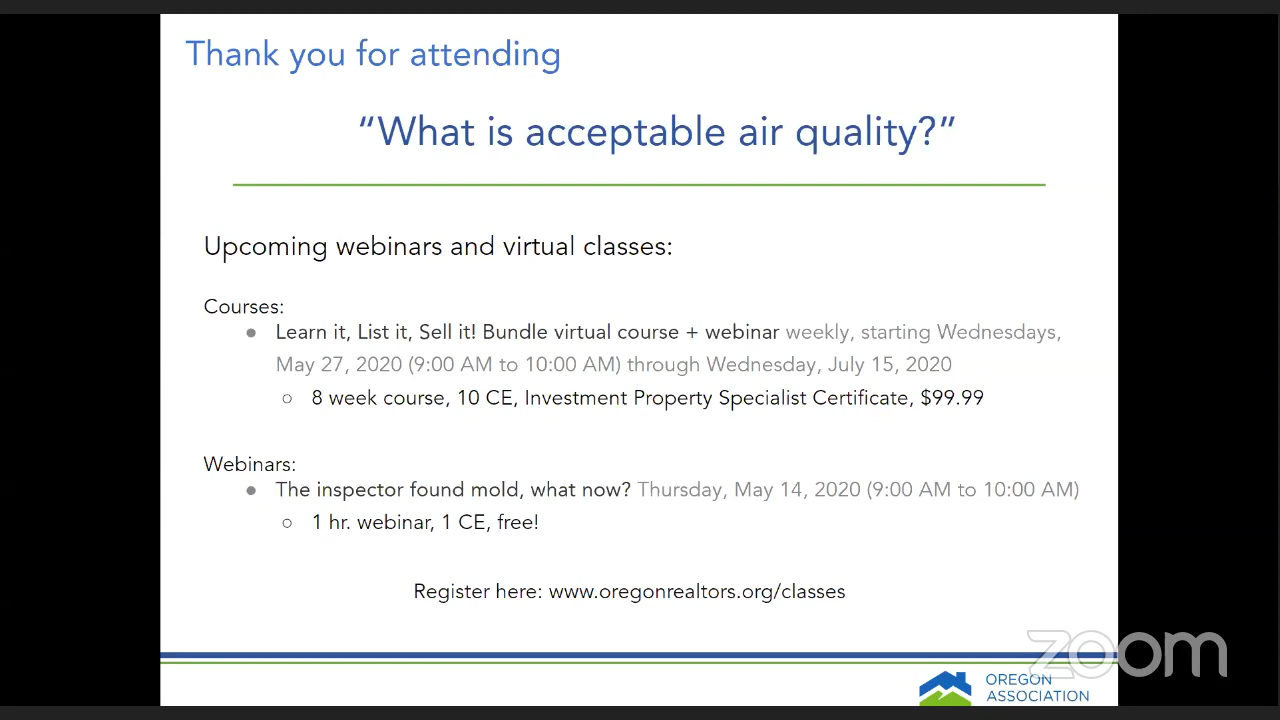 Thank you for attending
“What is acceptable air quality?”
Upcoming webinars and virtual classes:
Courses:
● Learn it, List it, Sell it! Bundle virtual course + webinar weekly, starting Wednesdays,
May 27, 2020 (9:00 AM to 10:00 AM) through Wednesday, July 15, 2020
○ 8 week course, 10 CE, Investment Property Specialist Certificate, $99.99
Webinars:
● The inspector found mold, what now? Thursday, May 14, 2020 (9:00 AM to 10:00 AM)
○ 1 hr. webinar, 1 CE, free!
Register here: www.oregonrealtors.org/classes
zoom
OREGON
ASSOCIATION